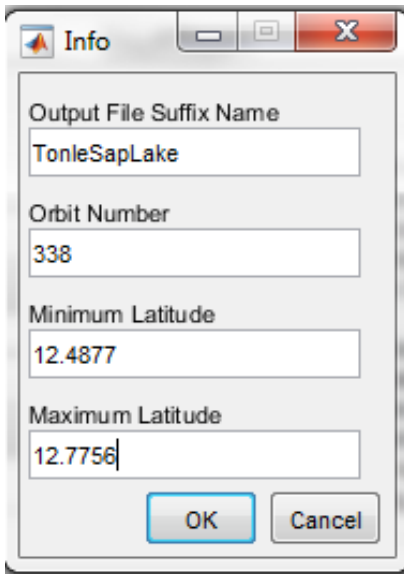 Info
Output File Suffix Name
TonleSapLake
Orbit Number
338
Minimum Latitude
12.4877
Maximum Latitude
12.7756
OK Cancel